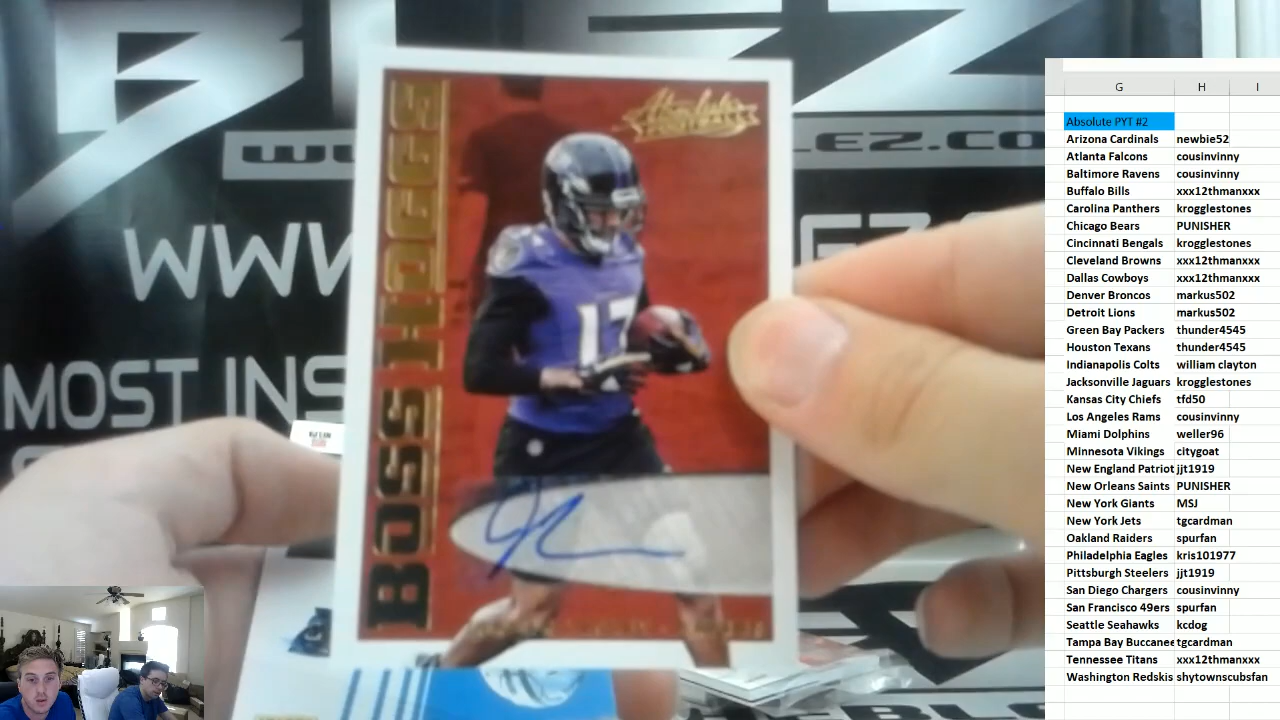 WWW
EZ.CO
MOST INS
BOSS HOGGS
Absolute
FOOTBALL
17
G H I
Absolute PYT #2
Arizona Cardinals newbie52
Atlanta Falcons cousinvinny
Baltimore Ravens cousinvinny
Buffalo Bills xxx12thmanxxx
Carolina Panthers krogglestones
Chicago Bears PUNISHER
Cincinnati Bengals krogglestones
Cleveland Browns xxx12thmanxxx
Dallas Cowboys xxx12thmanxxx
Denver Broncos markus502
Detroit Lions markus502
Green Bay Packers thunder4545
Houston Texans thunder4545
Indianapolis Colts william clayton
Jacksonville Jaguars krogglestones
Kansas City Chiefs tfd50
Los Angeles Rams cousinvinny
Miami Dolphins weller96
Minnesota Vikings citygoat
New England Patriot jjt1919
New Orleans Saints PUNISHER
New York Giants MSJ
New York Jets tgcardman
Oakland Raiders spurfan
Philadelphia Eagles kris101977
Pittsburgh Steelers jjt1919
San Diego Chargers cousinvinny
San Francisco 49ers spurfan
Seattle Seahawks kcdog
Tampa Bay Buccanee tgcardman
Tennessee Titans xxx12thmanxxx
Washington Redskis shytownscubsfan